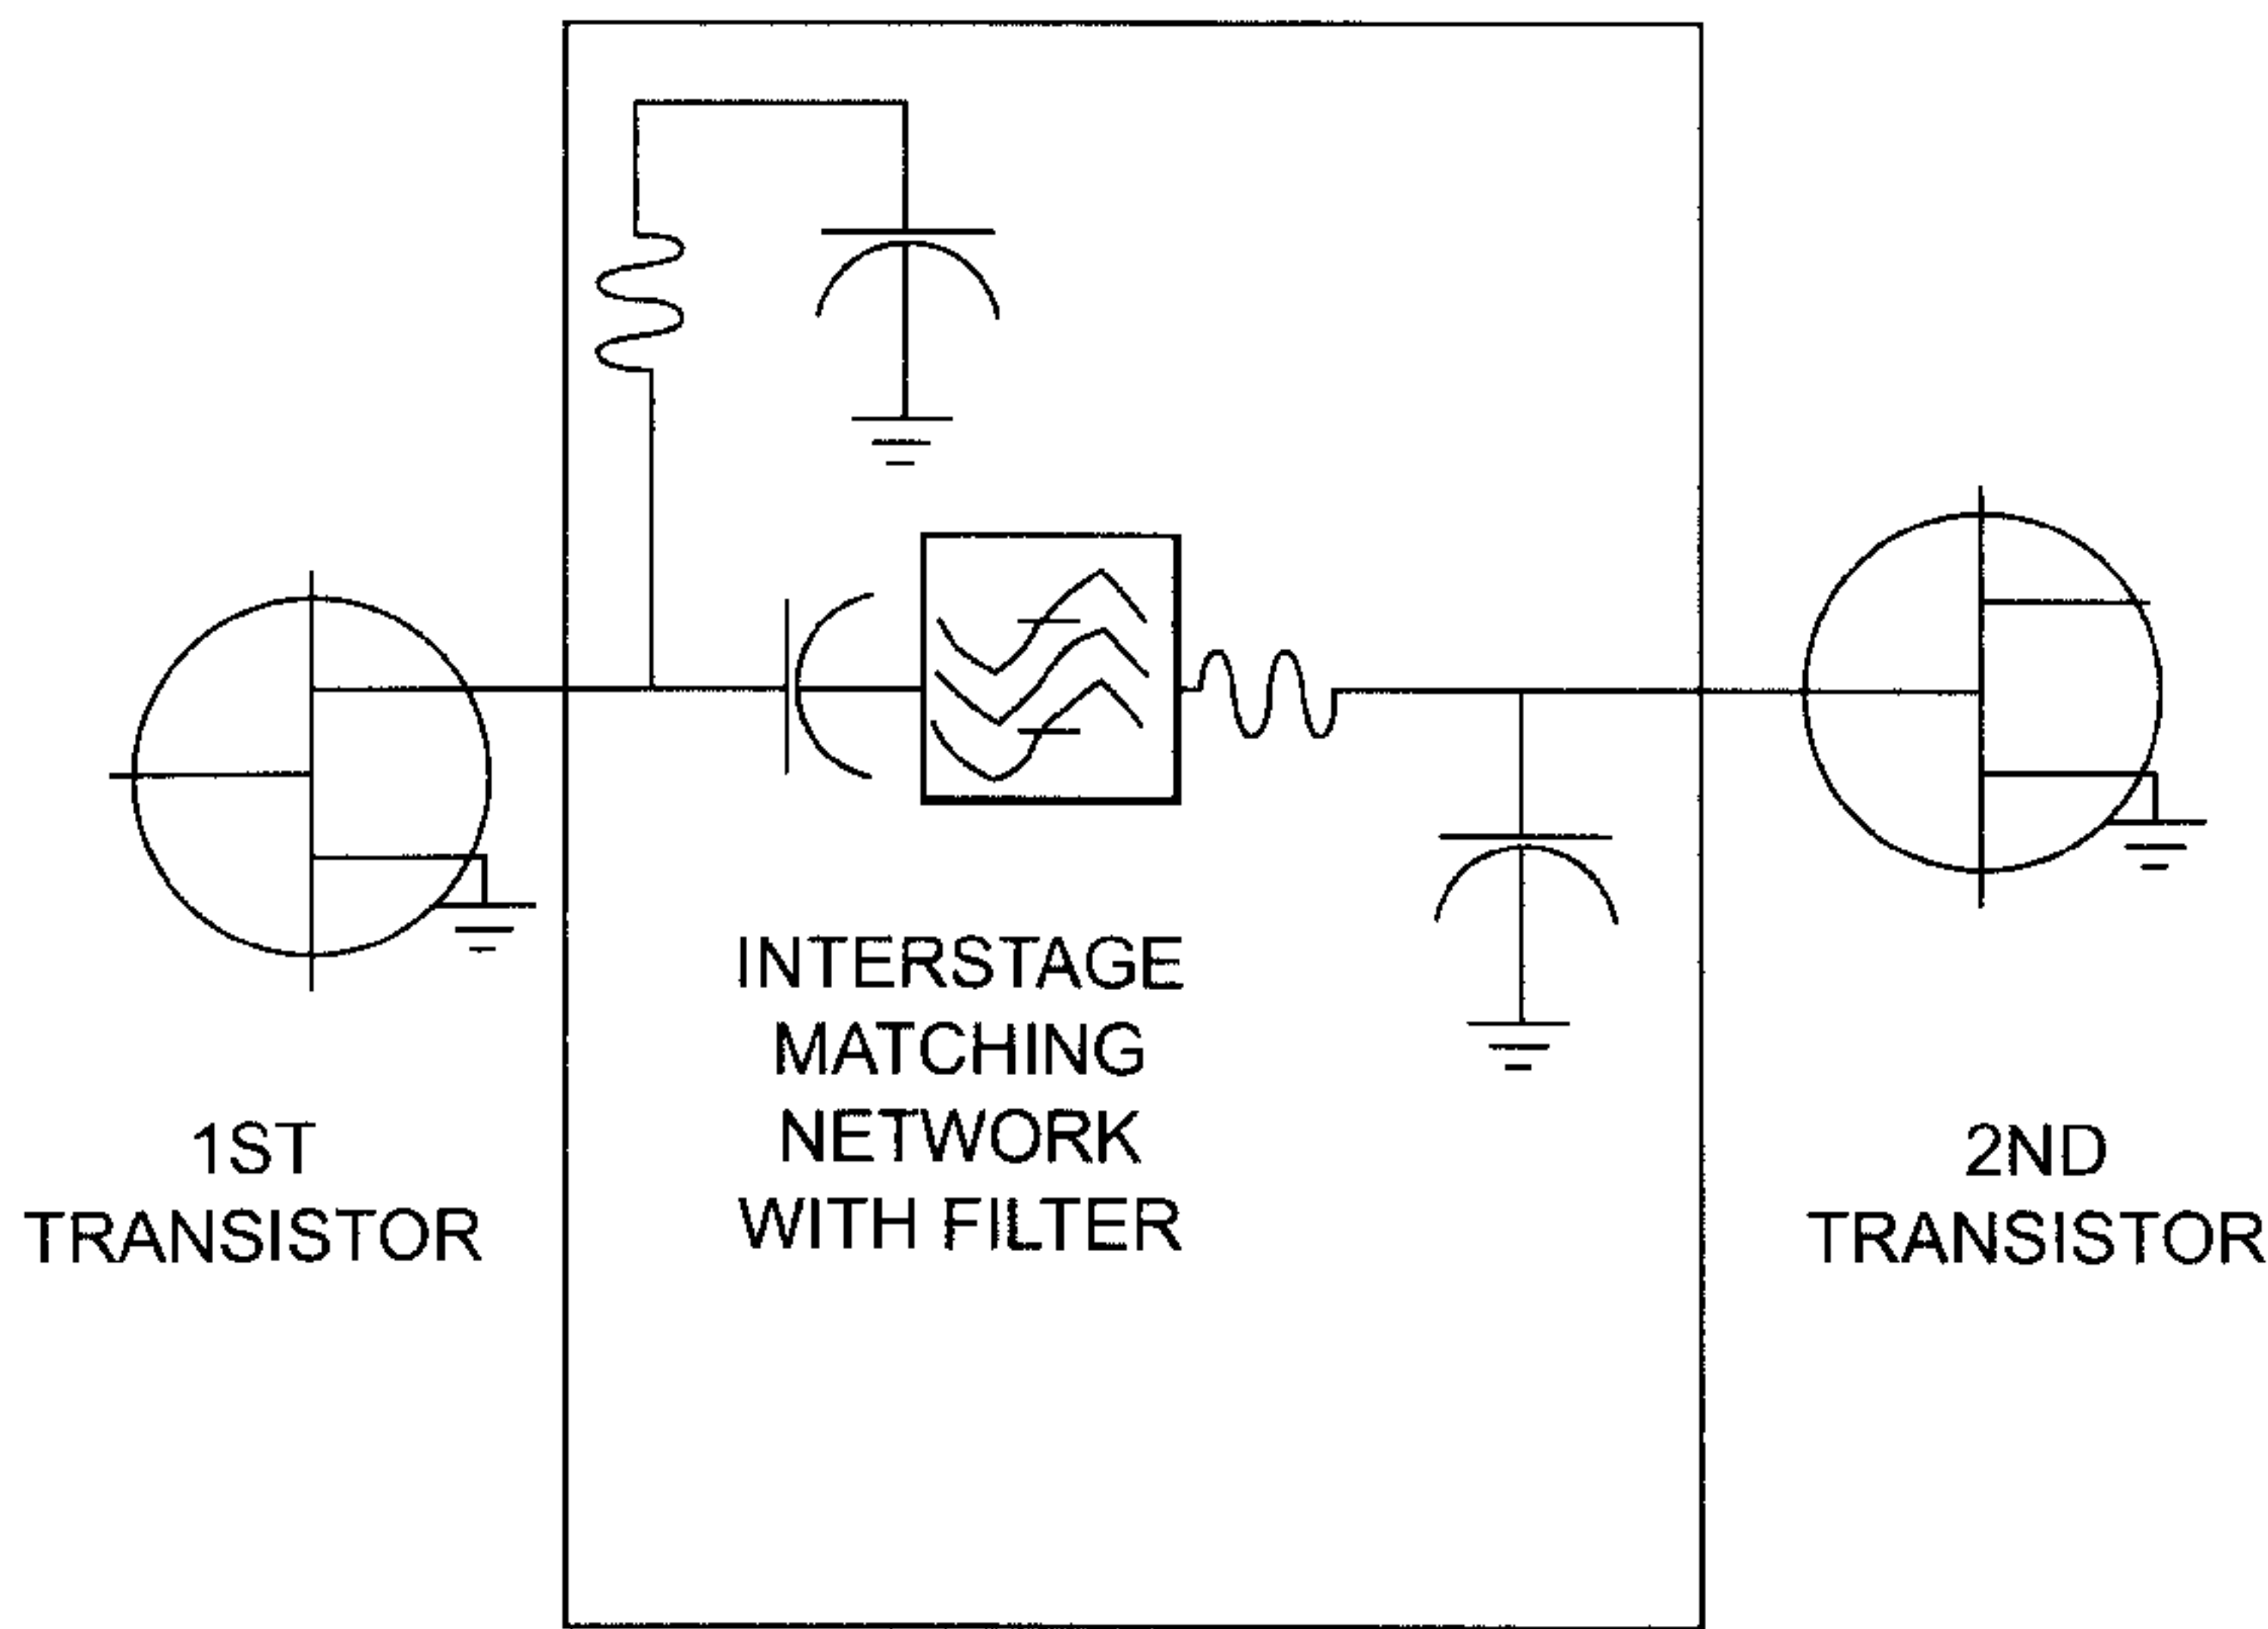 INTERSTAGE
MATCHING
NETWORK
WITH FILTER
1ST
TRANSISTOR
2ND
TRANSISTOR